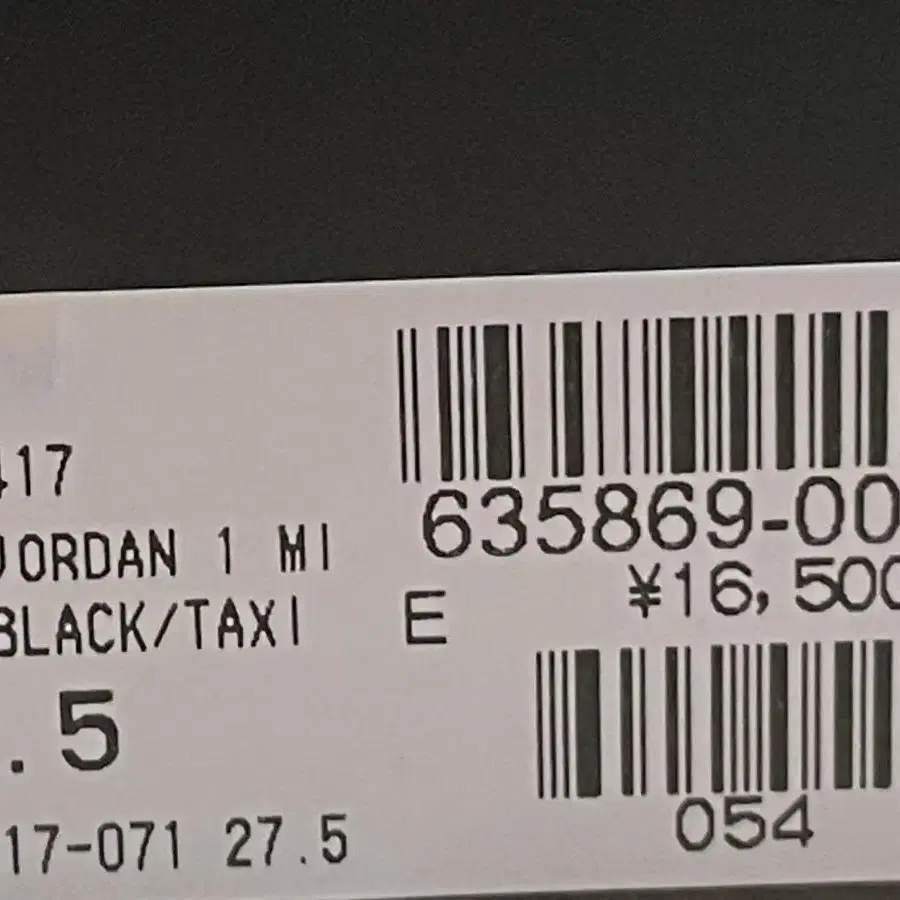 417
JORDAN 1 MI
BLACK/TAXI
.5
17-071 27.5
635869-00
E
¥16,500
054